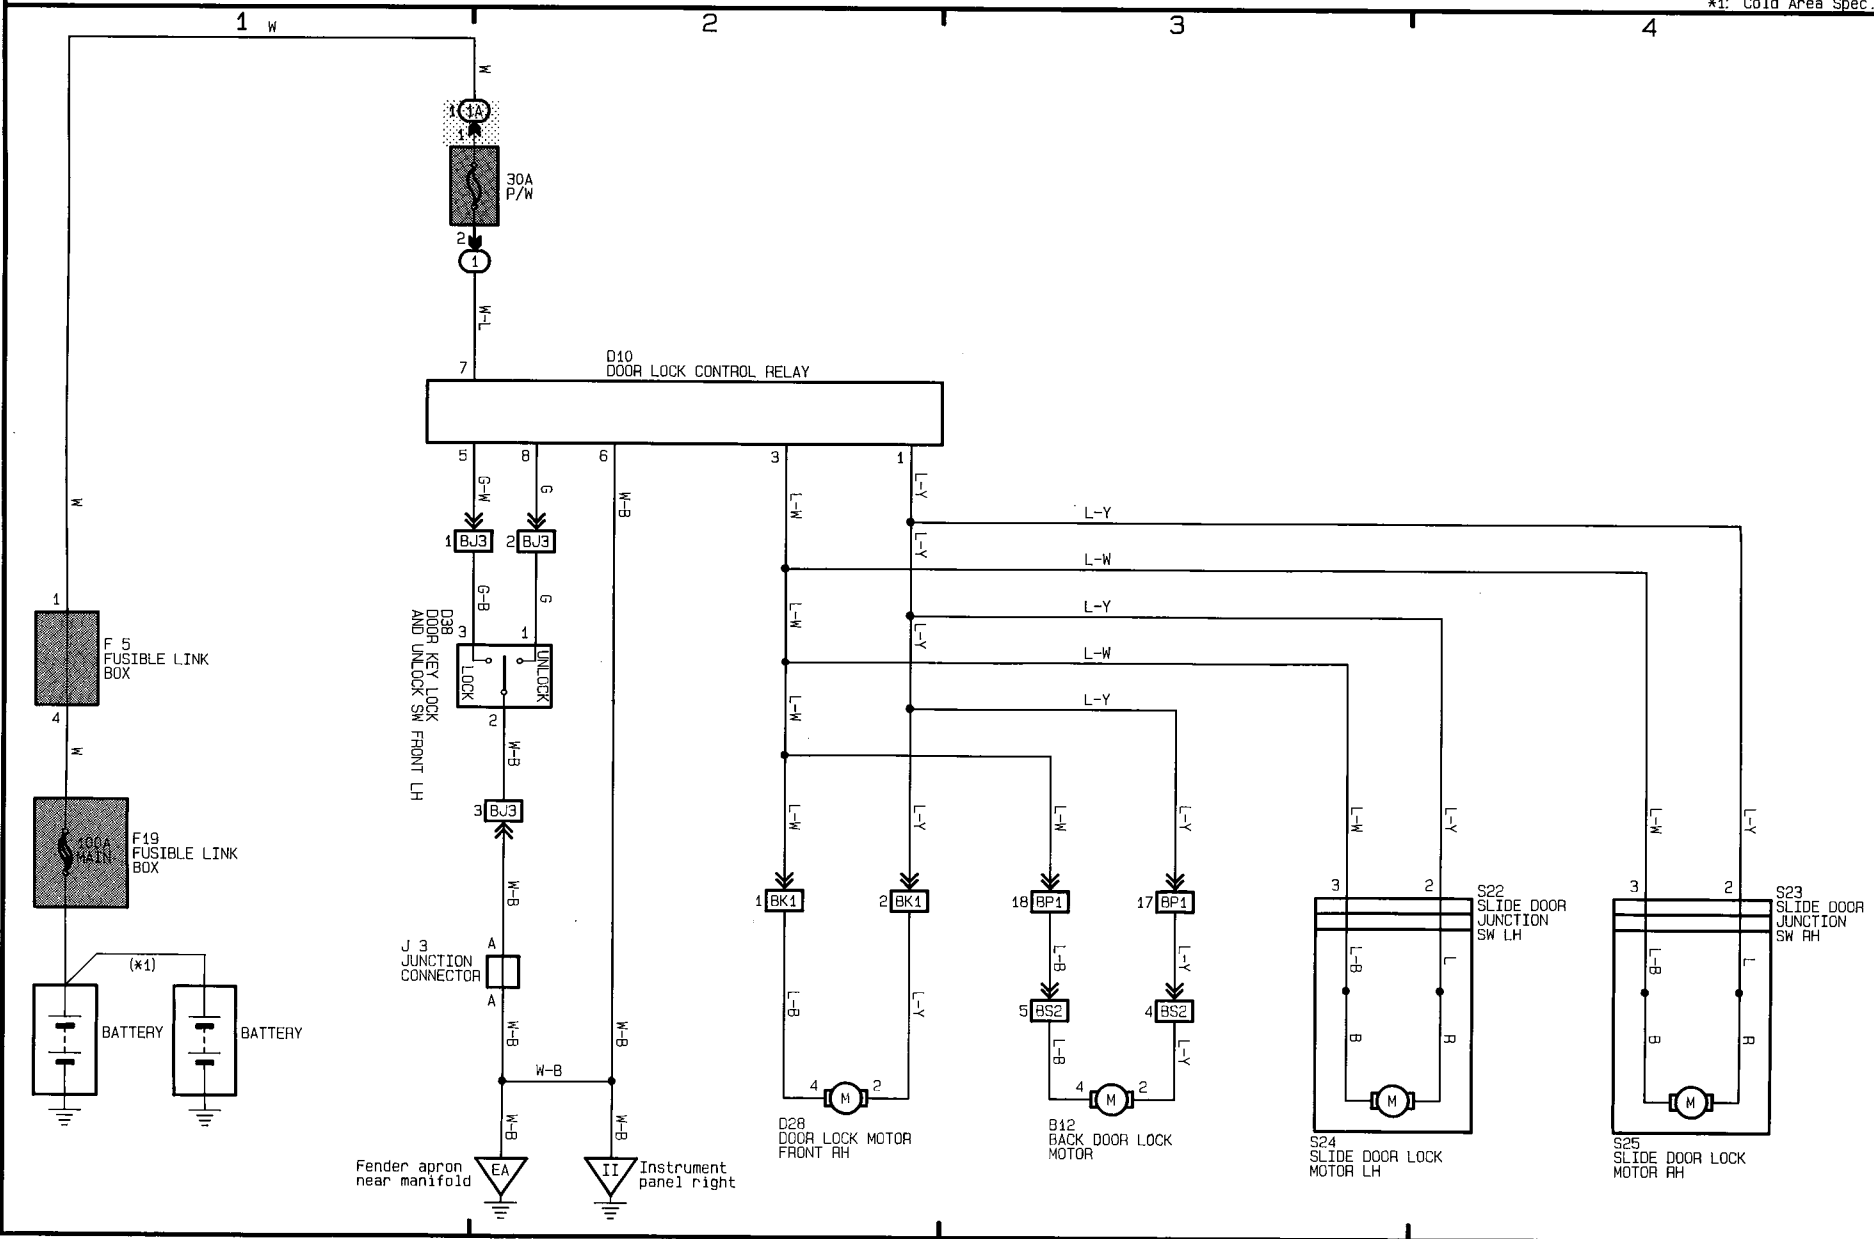 *1: Cold Area Spec.
1
2
3
4
W
W
1
1A
1
30A
P/W
2
1
W-L
7
D10
DOOR LOCK CONTROL RELAY
5
8
6
3
1
G-W
G
W-B
L-W
L-Y
W
L-Y
1 BJ3
2 BJ3
L-Y
L-W
G-B
G
L-W
L-Y
L-Y
3
1
D38
DOOR KEY LOCK
AND UNLOCK SW FRONT LH
LOCK
UNLOCK
2
L-W
L-W
L-Y
1
F 5
FUSIBLE LINK
BOX
4
W
W-B
3 BJ3
100A
MAIN
F19
FUSIBLE LINK
BOX
L-W
L-Y
L-W
L-Y
L-W
L-Y
L-W
L-Y
W-B
1 BK1
2 BK1
18 BP1
17 BP1
3
2
S22
SLIDE DOOR
JUNCTION
SW LH
3
2
S23
SLIDE DOOR
JUNCTION
SW RH
J 3
JUNCTION
CONNECTOR
A
A
(*1)
BATTERY
BATTERY
L-B
L-Y
L-B
L-Y
L-B
L
L-B
L
5 BS2
4 BS2
W-B
W-B
L-B
L-Y
B
R
B
R
W-B
4
M
2
4
M
2
M
M
D28
DOOR LOCK MOTOR
FRONT RH
B12
BACK DOOR LOCK
MOTOR
S24
SLIDE DOOR LOCK
MOTOR LH
S25
SLIDE DOOR LOCK
MOTOR RH
W-B
W-B
Fender apron
near manifold
EA
II
Instrument
panel right